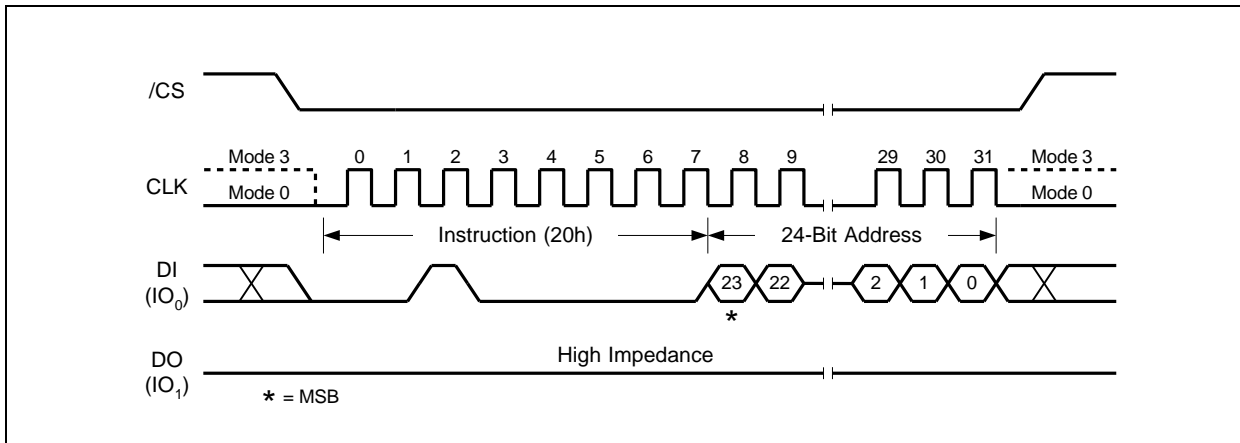 /CS
Mode 3 0 1 2 3 4 5 6 7 8 9 29 30 31 Mode 3
CLK Mode 0 Mode 0
Instruction (20h) 24-Bit Address
DI
(IO0) 23 22 2 1 0
*
DO High Impedance
(IO1)
* = MSB